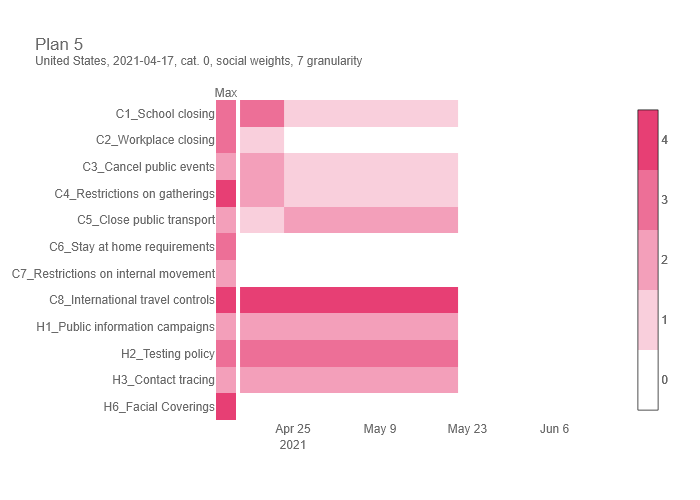 Plan 5
United States, 2021-04-17, cat. 0, social weights, 7 granularity
Max
C1_School closing
C2_Workplace closing
C3_Cancel public events
C4_Restrictions on gatherings
C5_Close public transport
C6_Stay at home requirements
C7_Restrictions on internal movement
C8_International travel controls
H1_Public information campaigns
H2_Testing policy
H3_Contact tracing
H6_Facial Coverings
Apr 25 May 9 May 23 Jun 6
2021
4
3
2
1
0